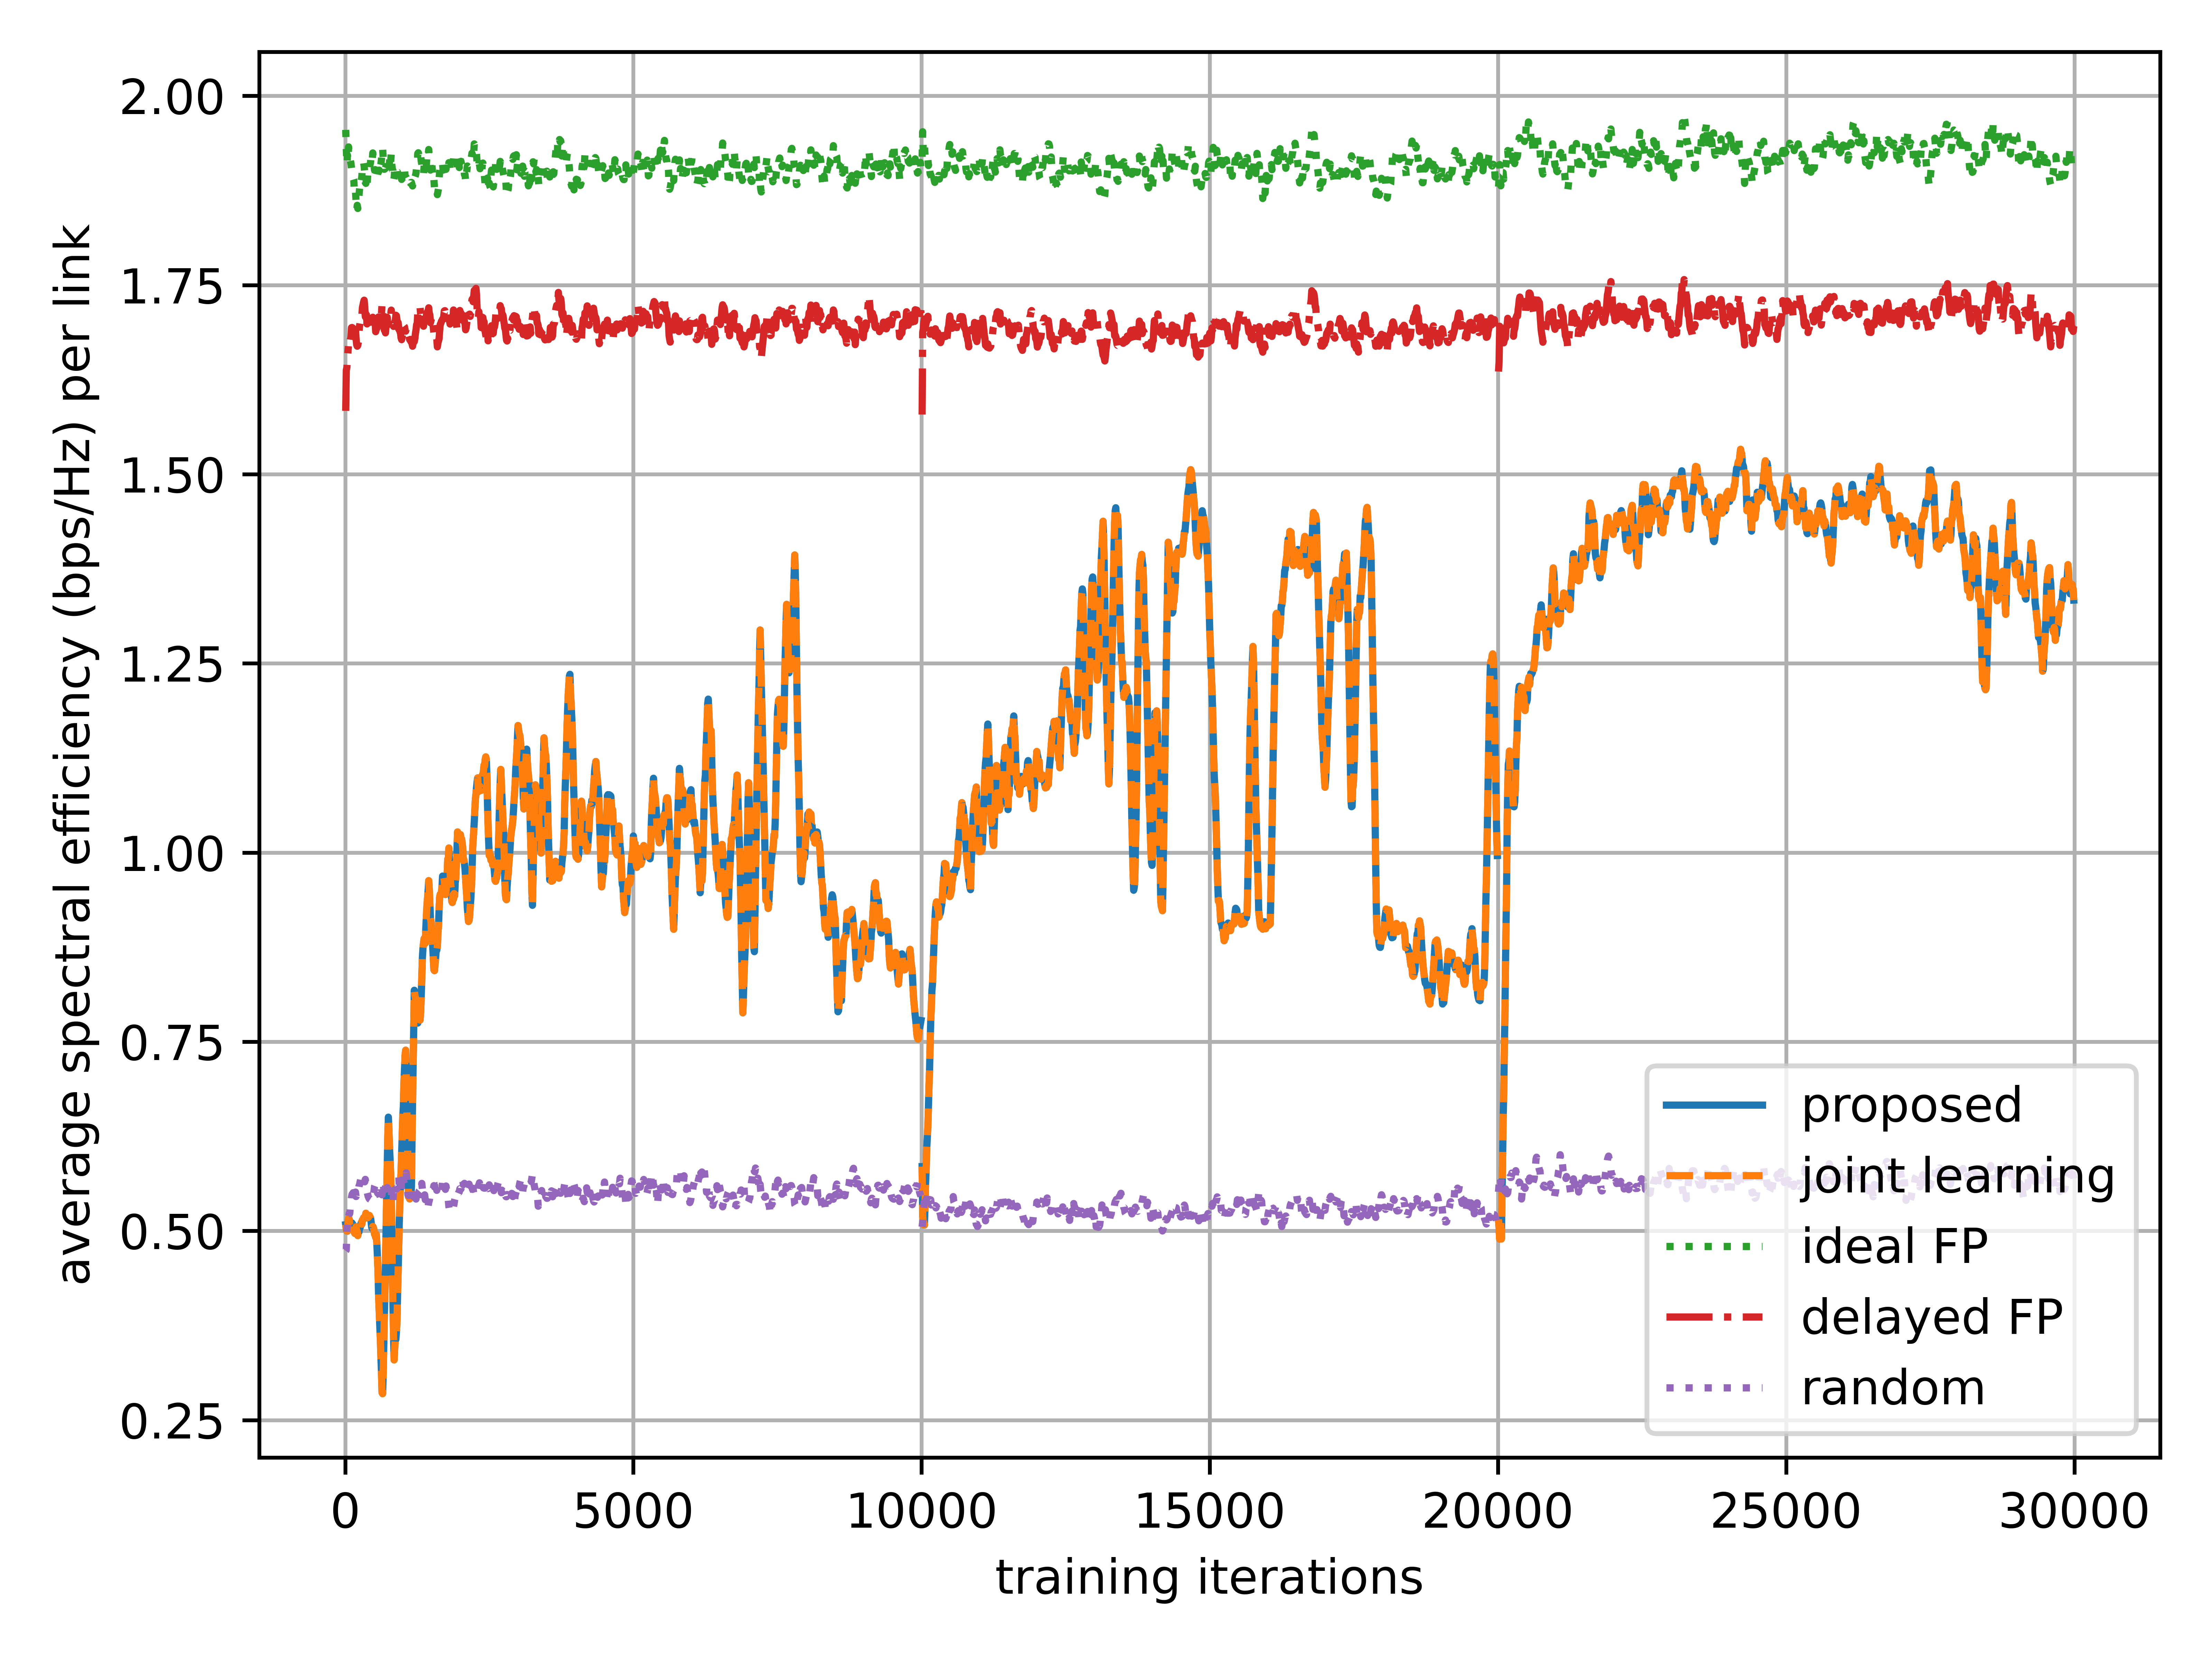 2.00
1.75
1.50
1.25
1.00
0.75
0.50
0.25
average spectral efficiency (bps/Hz) per link
proposed
joint learning
ideal FP
delayed FP
random
0 5000 10000 15000 20000 25000 30000
training iterations